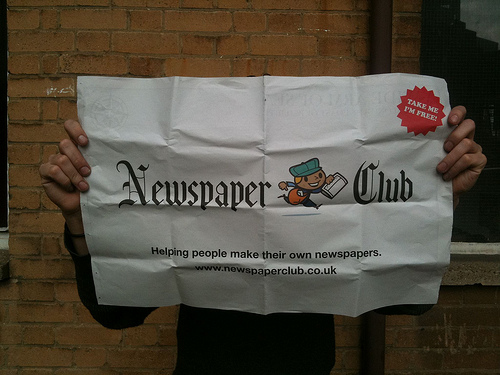 TAKE ME
I'M FREE!
Newspaper Club
Helping people make their own newspapers.
www.newspaperclub.co.uk